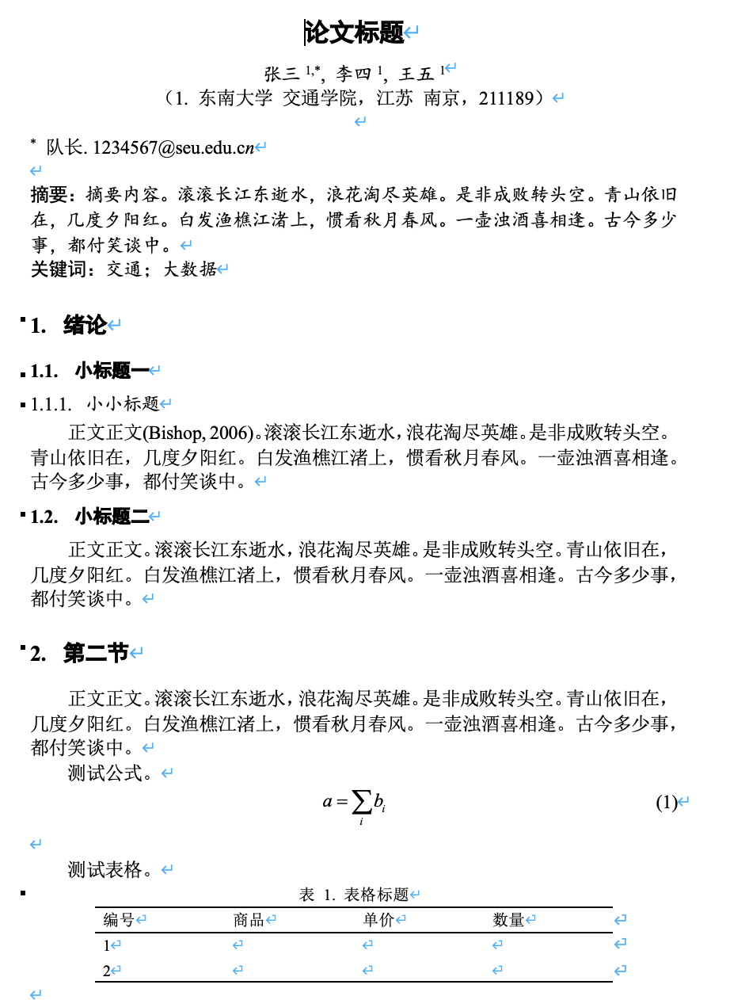 论文标题
张三 1,*, 李四 1, 王五 1
（1. 东南大学 交通学院，江苏 南京，211189）
* 队长. 1234567@seu.edu.cn
摘要：摘要内容。滚滚长江东逝水，浪花淘尽英雄。是非成败转头空。青山依旧
在，几度夕阳红。白发渔樵江渚上，惯看秋月春风。一壶浊酒喜相逢。古今多少
事，都付笑谈中。
关键词：交通；大数据
1. 绪论
1.1. 小标题一
1.1.1. 小小标题
正文正文(Bishop, 2006)。滚滚长江东逝水，浪花淘尽英雄。是非成败转头空。
青山依旧在，几度夕阳红。白发渔樵江渚上，惯看秋月春风。一壶浊酒喜相逢。
古今多少事，都付笑谈中。
1.2. 小标题二
正文正文。滚滚长江东逝水，浪花淘尽英雄。是非成败转头空。青山依旧在，
几度夕阳红。白发渔樵江渚上，惯看秋月春风。一壶浊酒喜相逢。古今多少事，
都付笑谈中。
2. 第二节
正文正文。滚滚长江东逝水，浪花淘尽英雄。是非成败转头空。青山依旧在，
几度夕阳红。白发渔樵江渚上，惯看秋月春风。一壶浊酒喜相逢。古今多少事，
都付笑谈中。
测试公式。
a = ∑_i b_i (1)
测试表格。
表 1. 表格标题
编号 商品 单价 数量
1
2